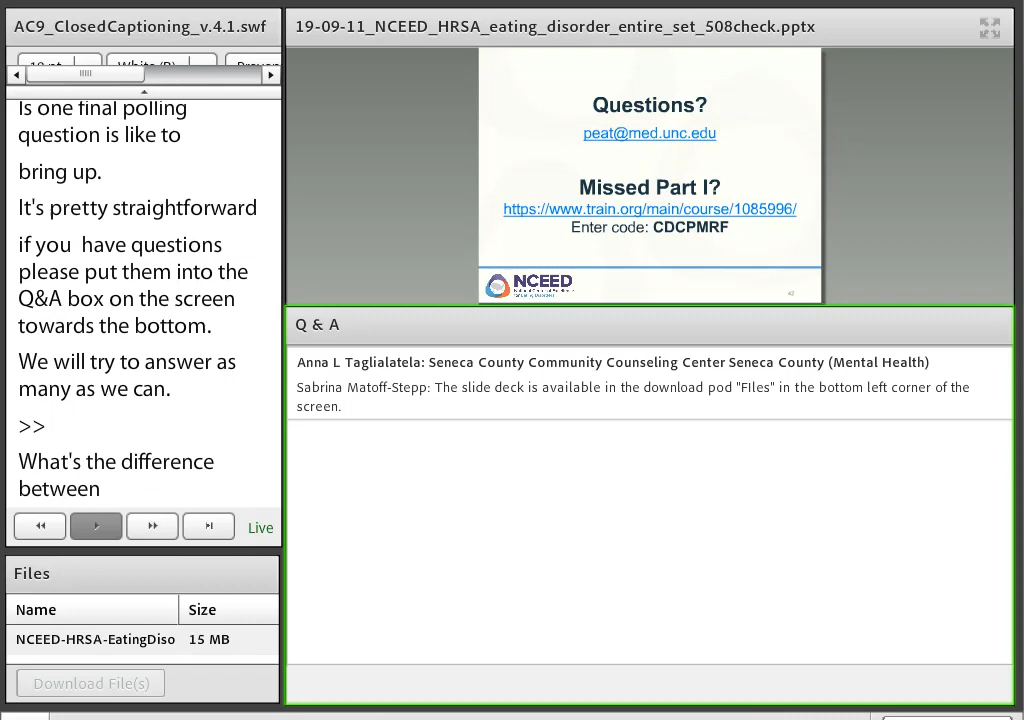 AC9_ClosedCaptioning_v.4.1.swf
Is one final polling
question is like to
bring up.
It's pretty straightforward
if you have questions
please put them into the
Q&A box on the screen
towards the bottom.
We will try to answer as
many as we can.
>>
What's the difference
between
Live
Files
Name Size
NCEED-HRSA-EatingDiso 15 MB
Download File(s)
19-09-11_NCEED_HRSA_eating_disorder_entire_set_508check.pptx
Questions?
peat@med.unc.edu
Missed Part I?
https://www.train.org/main/course/1085996/
Enter code: CDCPMRF
NCEED
Q & A
Anna L Taglialatela: Seneca County Community Counseling Center Seneca County (Mental Health)
Sabrina Matoff-Stepp: The slide deck is available in the download pod "FIles" in the bottom left corner of the
screen.